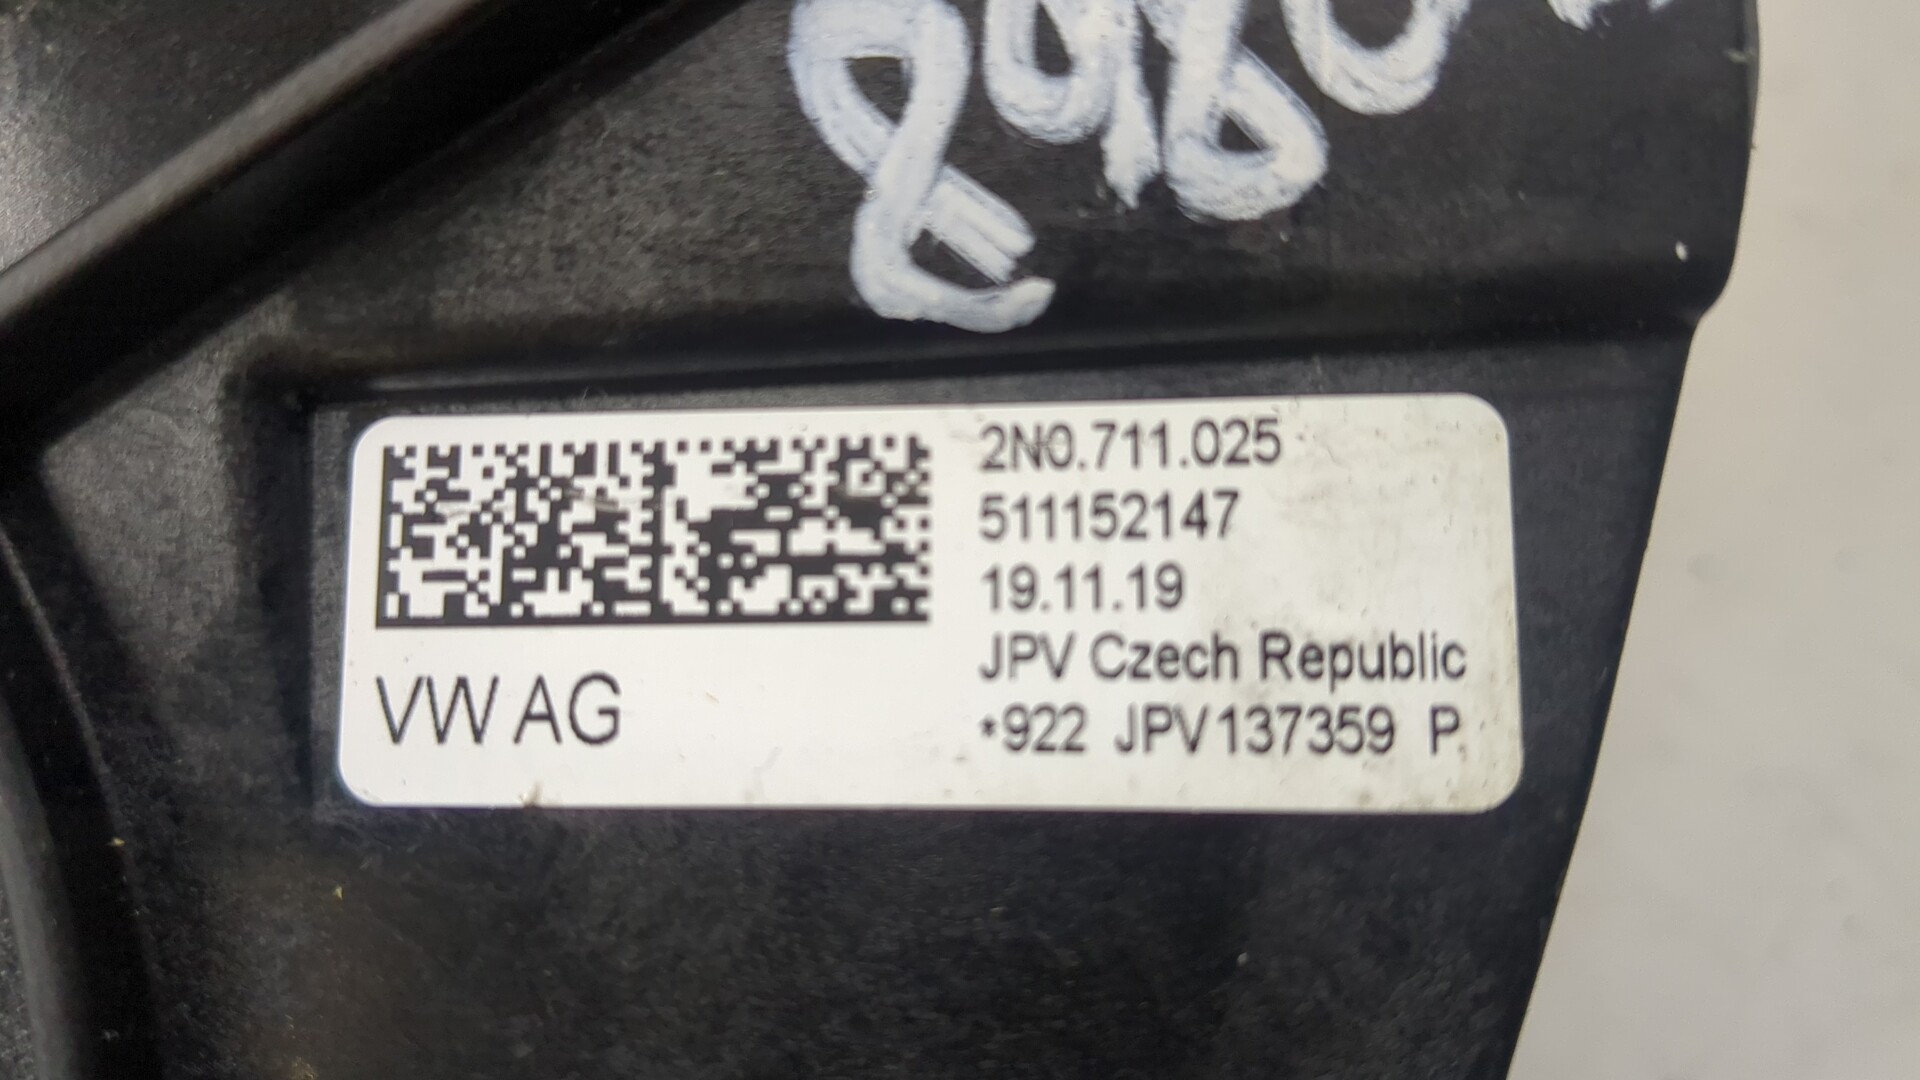 2N0.711.025
511152147
19.11.19
JPV Czech Republic
*922 JPV137359 P
VW AG